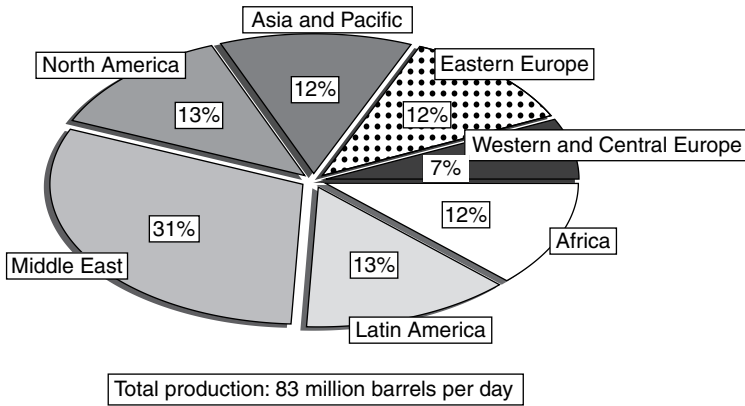 Asia and Pacific
North America
Eastern Europe
12%
13%
12%
Western and Central Europe
7%
12%
31%
Africa
13%
Middle East
Latin America
Total production: 83 million barrels per day